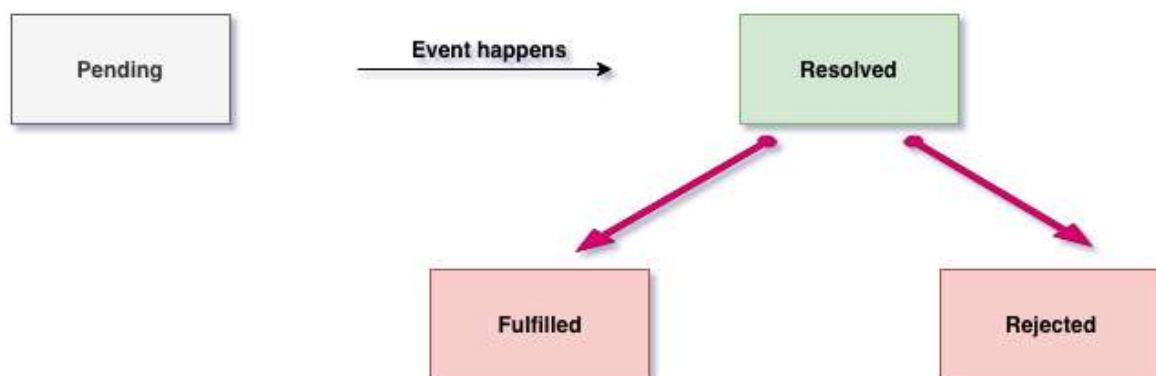 Pending
Event happens
Resolved
Fulfilled
Rejected